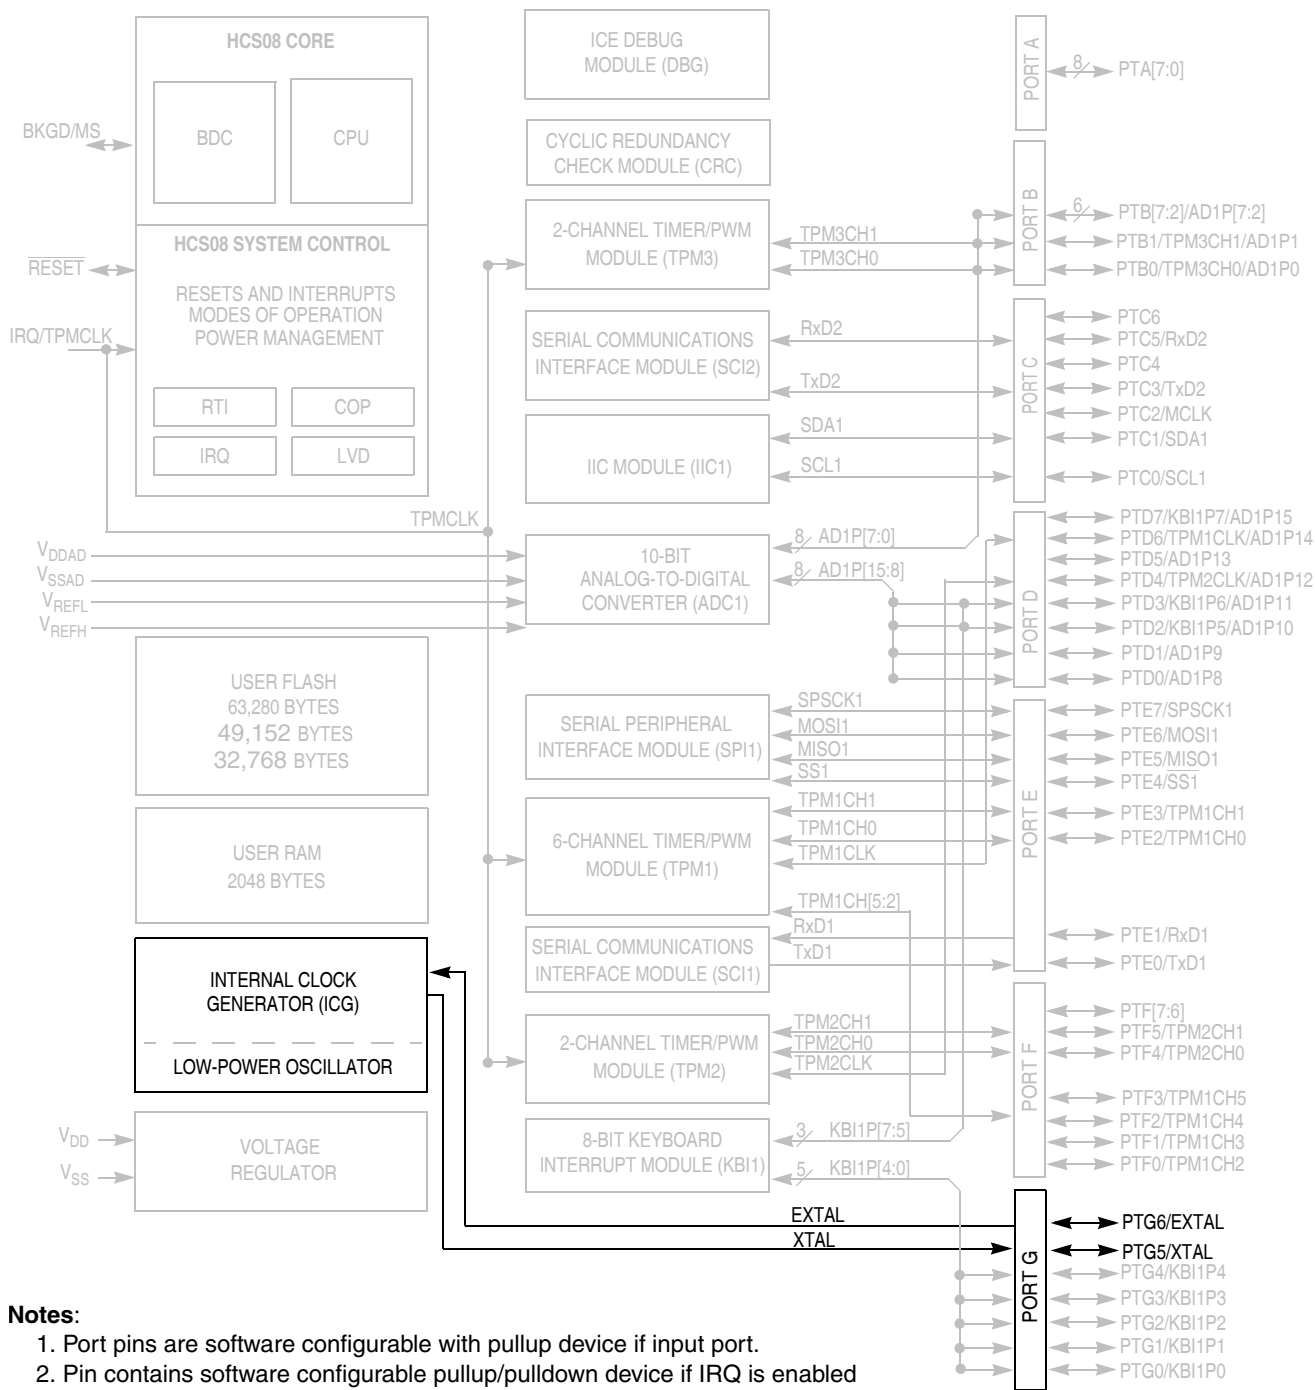 HCS08 CORE
BDC
CPU
BKGD/MS
HCS08 SYSTEM CONTROL
RESET
RESETS AND INTERRUPTS
MODES OF OPERATION
POWER MANAGEMENT
IRQ/TPMCLK
RTI
COP
IRQ
LVD
TPMCLK
VDDAD
VSSAD
VREFL
VREFH
USER FLASH
63,280 BYTES
49,152 BYTES
32,768 BYTES
USER RAM
2048 BYTES
INTERNAL CLOCK
GENERATOR (ICG)
LOW-POWER OSCILLATOR
VDD
VSS
VOLTAGE
REGULATOR
ICE DEBUG
MODULE (DBG)
CYCLIC REDUNDANCY
CHECK MODULE (CRC)
2-CHANNEL TIMER/PWM
MODULE (TPM3)
TPM3CH1
TPM3CH0
SERIAL COMMUNICATIONS
INTERFACE MODULE (SCI2)
RxD2
TxD2
IIC MODULE (IIC1)
SDA1
SCL1
10-BIT
ANALOG-TO-DIGITAL
CONVERTER (ADC1)
8 AD1P[7:0]
8 AD1P[15:8]
SERIAL PERIPHERAL
INTERFACE MODULE (SPI1)
SPSCK1
MOSI1
MISO1
SS1
6-CHANNEL TIMER/PWM
MODULE (TPM1)
TPM1CH1
TPM1CH0
TPM1CLK
TPM1CH[5:2]
SERIAL COMMUNICATIONS
INTERFACE MODULE (SCI1)
RxD1
TxD1
2-CHANNEL TIMER/PWM
MODULE (TPM2)
TPM2CH1
TPM2CH0
TPM2CLK
8-BIT KEYBOARD
INTERRUPT MODULE (KBI1)
3 KBI1P[7:5]
5 KBI1P[4:0]
EXTAL
XTAL
PORT A
8
PTA[7:0]
PORT B
6
PTB[7:2]/AD1P[7:2]
PTB1/TPM3CH1/AD1P1
PTB0/TPM3CH0/AD1P0
PORT C
PTC6
PTC5/RxD2
PTC4
PTC3/TxD2
PTC2/MCLK
PTC1/SDA1
PTC0/SCL1
PORT D
PTD7/KBI1P7/AD1P15
PTD6/TPM1CLK/AD1P14
PTD5/AD1P13
PTD4/TPM2CLK/AD1P12
PTD3/KBI1P6/AD1P11
PTD2/KBI1P5/AD1P10
PTD1/AD1P9
PTD0/AD1P8
PORT E
PTE7/SPSCK1
PTE6/MOSI1
PTE5/MISO1
PTE4/SS1
PTE3/TPM1CH1
PTE2/TPM1CH0
PTE1/RxD1
PTE0/TxD1
PORT F
PTF[7:6]
PTF5/TPM2CH1
PTF4/TPM2CH0
PTF3/TPM1CH5
PTF2/TPM1CH4
PTF1/TPM1CH3
PTF0/TPM1CH2
PORT G
PTG6/EXTAL
PTG5/XTAL
PTG4/KBI1P4
PTG3/KBI1P3
PTG2/KBI1P2
PTG1/KBI1P1
PTG0/KBI1P0
Notes:
1. Port pins are software configurable with pullup device if input port.
2. Pin contains software configurable pullup/pulldown device if IRQ is enabled